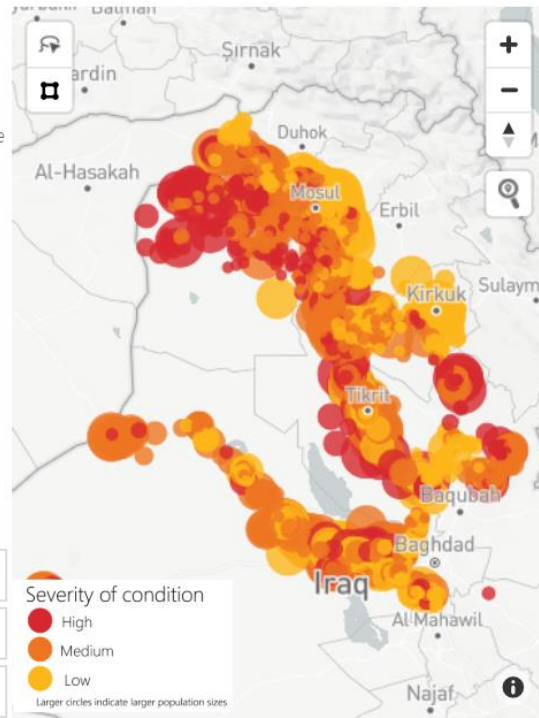 Batman
Şırnak
ardin
Duhok
Al-Hasakah
Mosul
Erbil
Kirkuk
Sulaym
Tikrit
Baqubah
Baghdad
Iraq
Severity of condition
High
Medium
Low
Larger circles indicate larger population sizes
Al Mahawil
Najaf